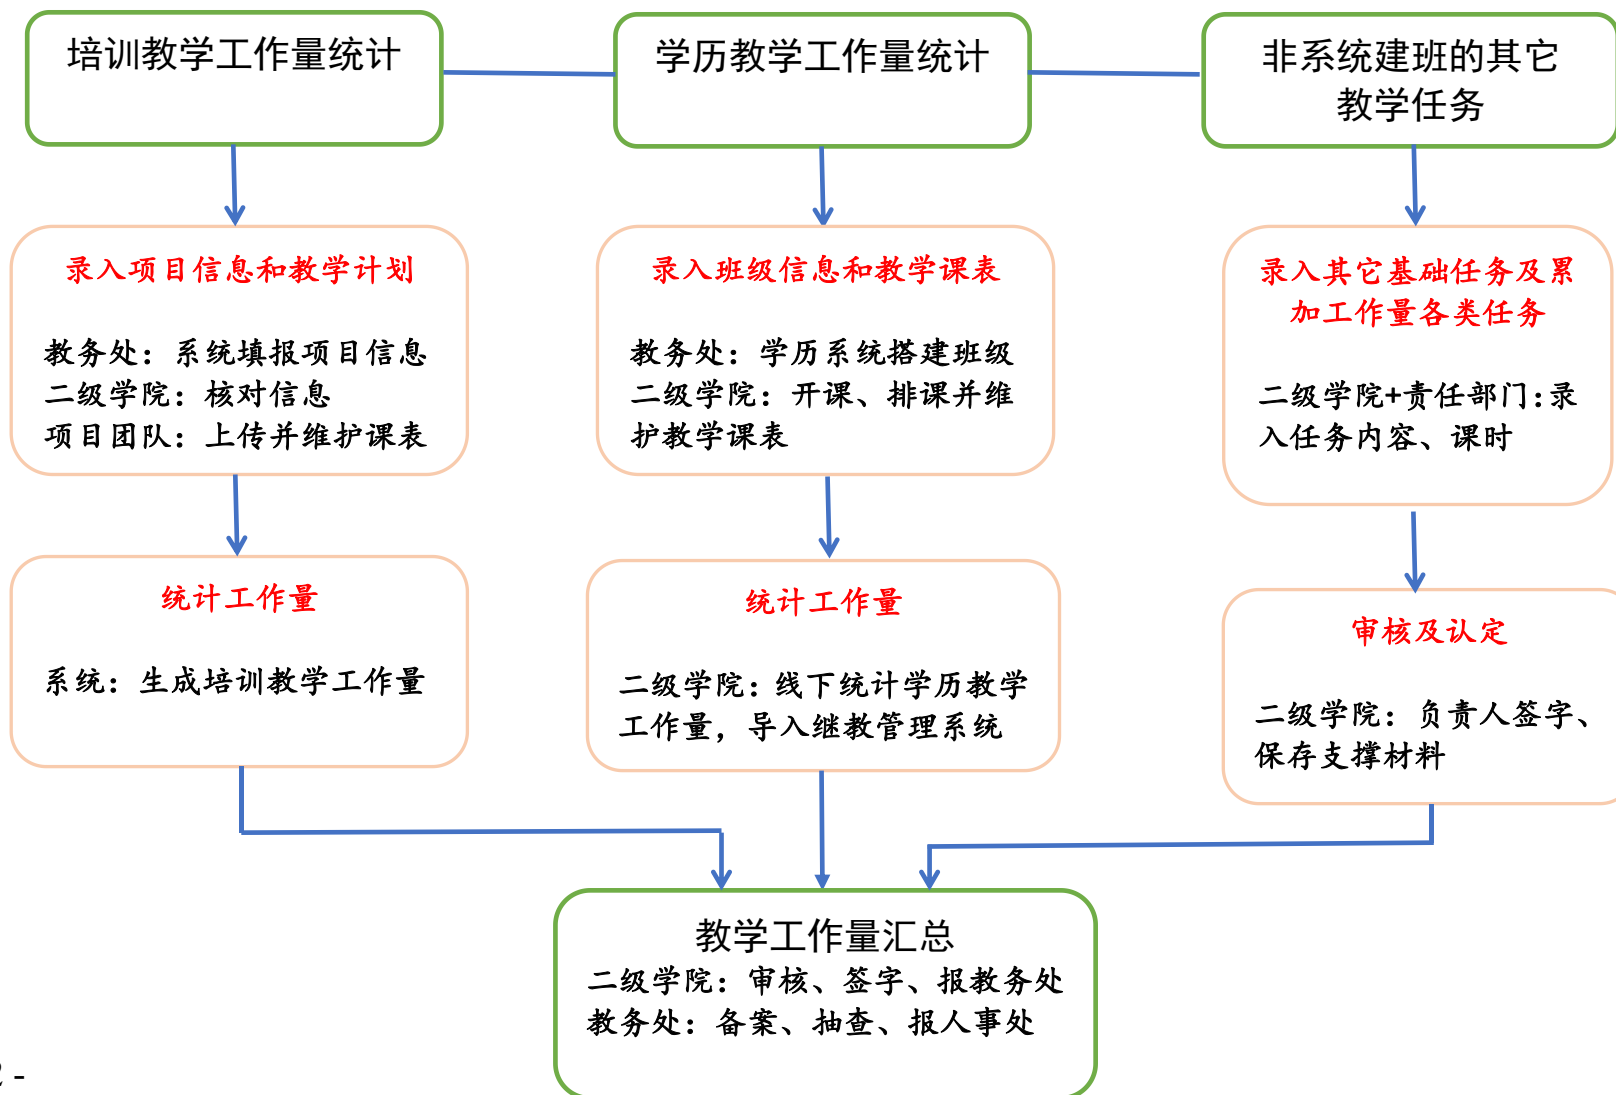 培训教学工作量统计
学历教学工作量统计
非系统建班的其它
教学任务
录入项目信息和教学计划
教务处：系统填报项目信息
二级学院：核对信息
项目团队：上传并维护课表
录入班级信息和教学课表
教务处：学历系统搭建班级
二级学院：开课、排课并维
护教学课表
录入其它基础任务及累
加工作量各类任务
二级学院+责任部门：录
入任务内容、课时
统计工作量
系统：生成培训教学工作量
统计工作量
二级学院：线下统计学历教学
工作量，导入继教管理系统
审核及认定
二级学院：负责人签字、
保存支撑材料
教学工作量汇总
二级学院：审核、签字、报教务处
教务处：备案、抽查、报人事处
-